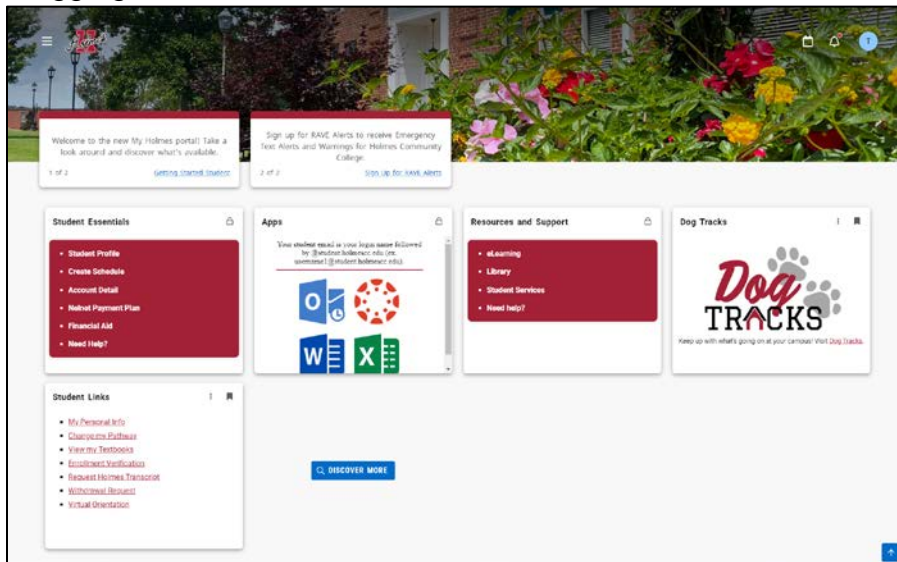 H
Holmes
T
Welcome to the new My Holmes portal! Take a
look around and discover what's available.
1 of 2
Getting Started Student
Sign up for RAVE Alerts to receive Emergency
Text Alerts and Warnings for Holmes Community
College.
2 of 2
Sign Up for RAVE Alerts
Student Essentials
• Student Profile
• Create Schedule
• Account Detail
• Nelnet Payment Plan
• Financial Aid
• Need Help?
Apps
Your student email is your login name followed
by @student.holmescc.edu (ex.
username1@student.holmescc.edu)
O
W
X
Resources and Support
• eLearning
• Library
• Student Services
• Need help?
Dog Tracks
Dog
TRACKS
Keep up with what's going on at your campus! Visit Dog Tracks.
Student Links
• My Personal Info
• Change my Pathway
• View my Textbooks
• Enrollment Verification
• Request Holmes Transcript
• Withdrawal Request
• Virtual Orientation
DISCOVER MORE